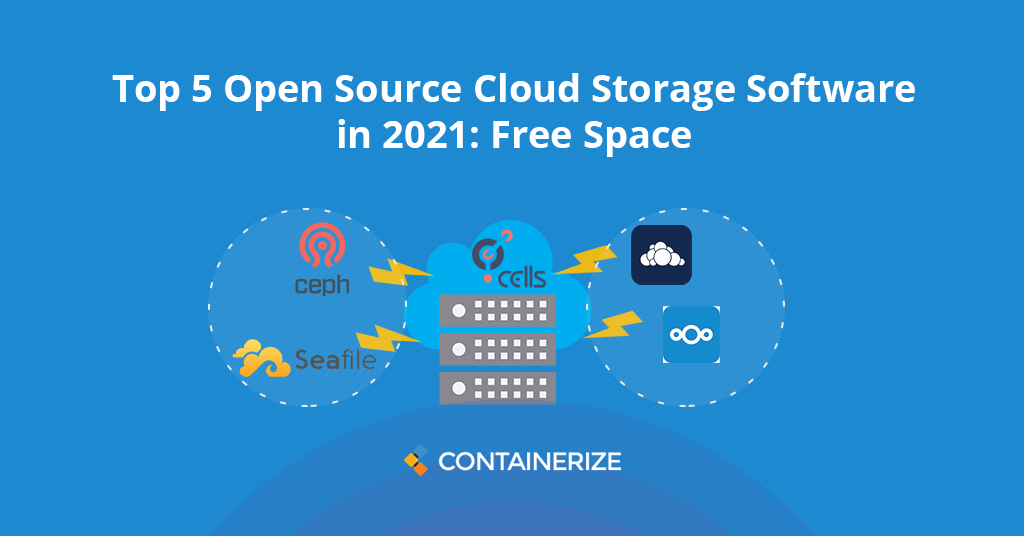 Top 5 Open Source Cloud Storage Software
in 2021: Free Space
ceph
cells
Seafile
CONTAINERIZE